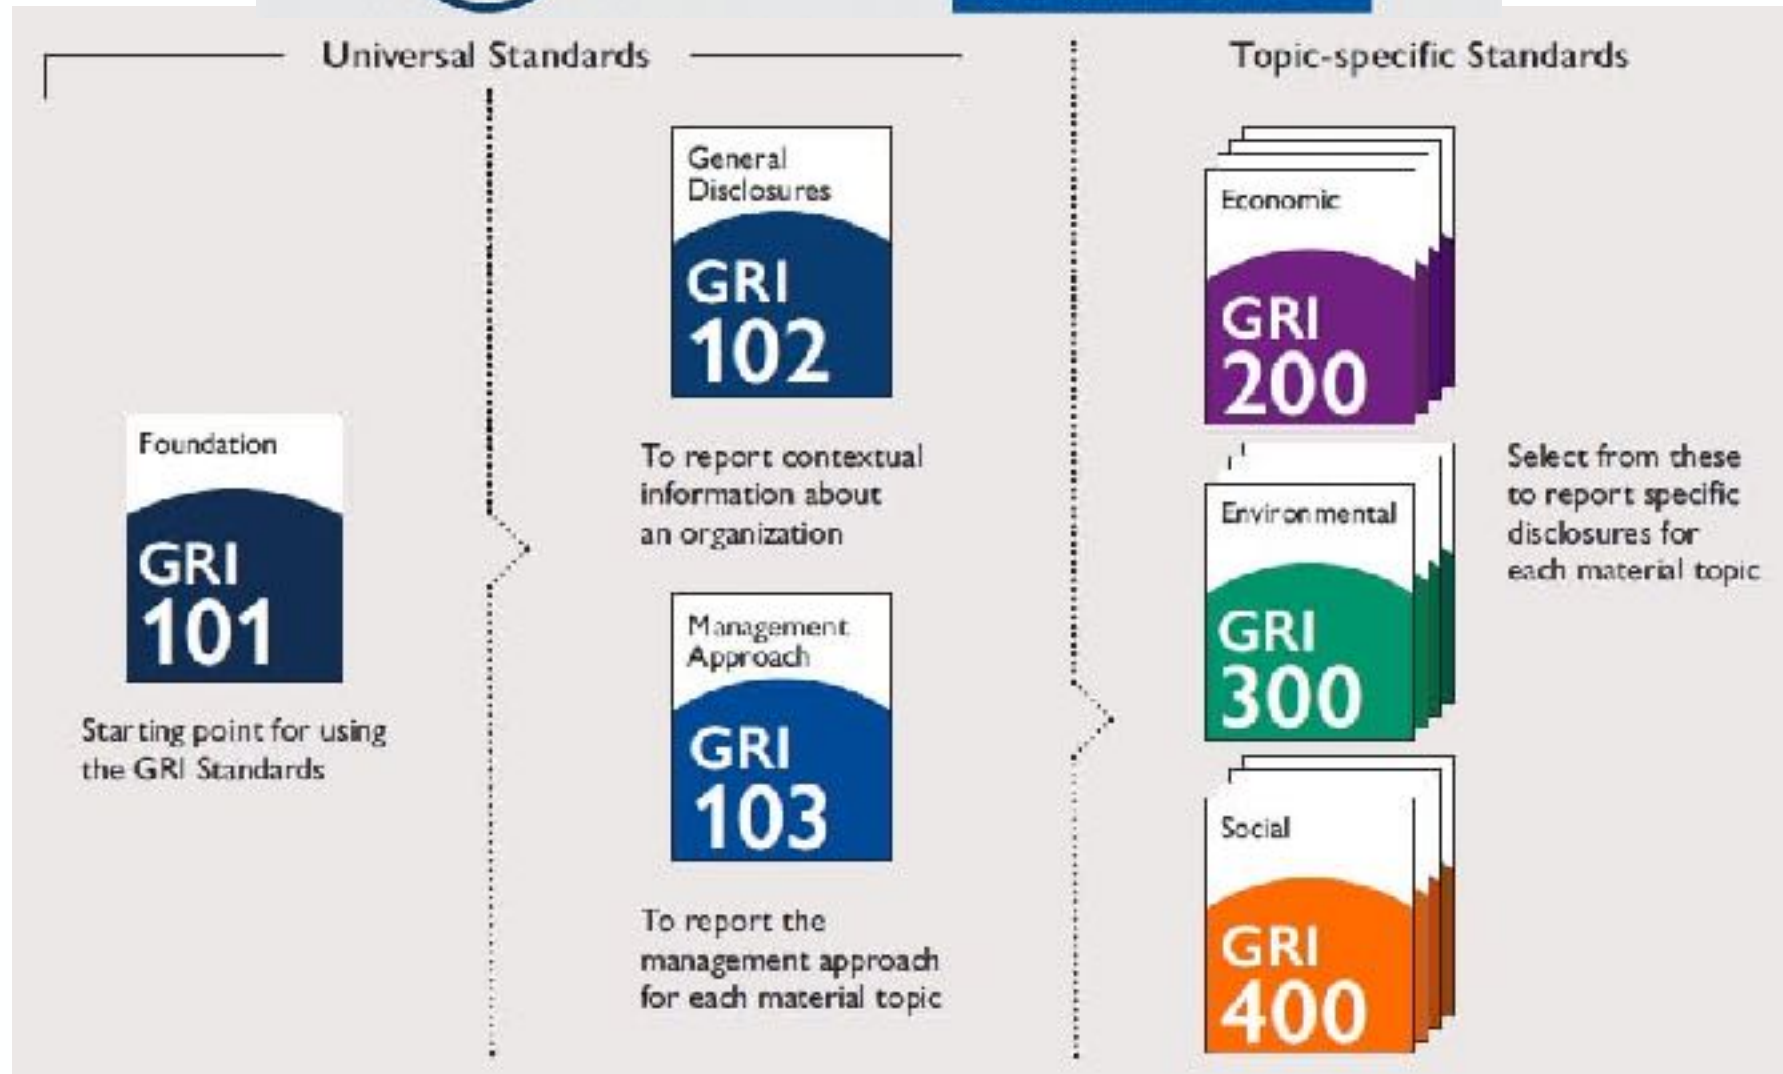 Universal Standards
Topic-specific Standards
Foundation
GRI
101
Starting point for using
the GRI Standards
General
Disclosures
GRI
102
To report contextual
information about
an organization
Management
Approach
GRI
103
To report the
management approach
for each material topic
Economic
GRI
200
Environmental
GRI
300
Social
GRI
400
Select from these
to report specific
disclosures for
each material topic